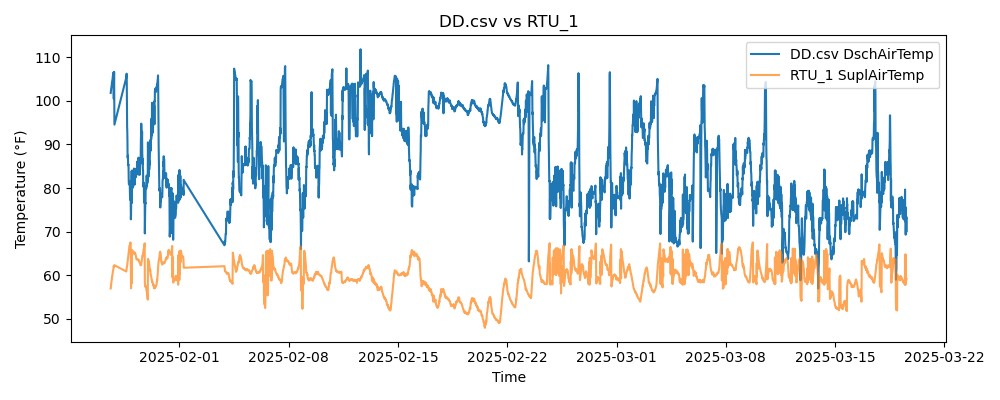 DD.csv vs RTU_1
DD.csv DschAirTemp
RTU_1 SuplAirTemp
Temperature (°F)
110
100
90
80
70
60
50
2025-02-01 2025-02-08 2025-02-15 2025-02-22 2025-03-01 2025-03-08 2025-03-15 2025-03-22
Time